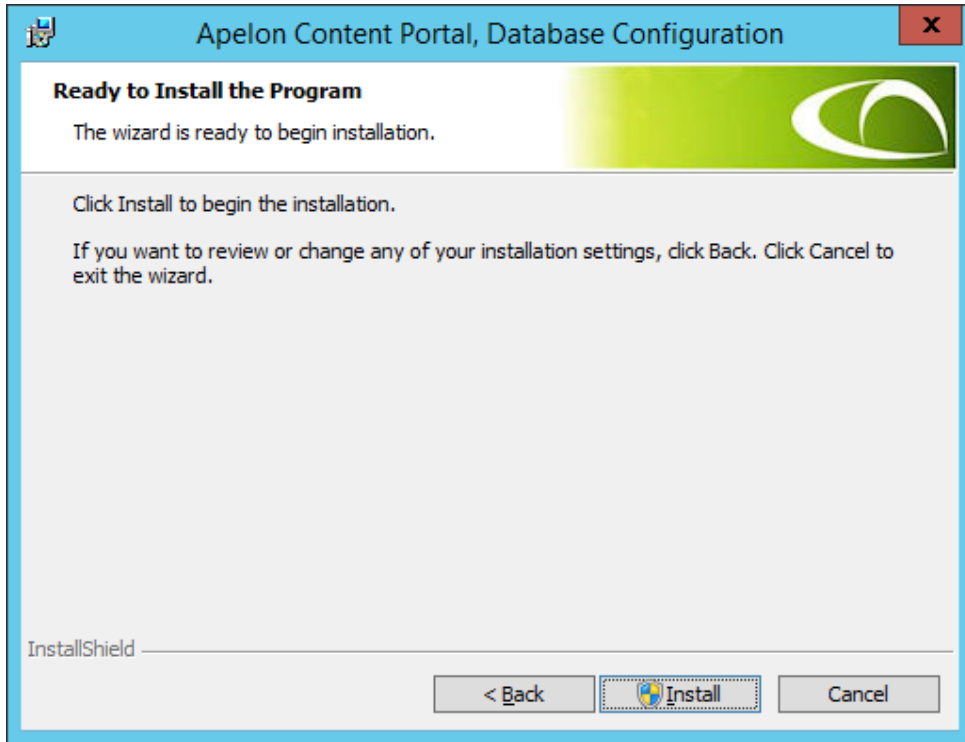 Apelon Content Portal, Database Configuration
x
Ready to Install the Program
The wizard is ready to begin installation.
Click Install to begin the installation.
If you want to review or change any of your installation settings, click Back. Click Cancel to
exit the wizard.
InstallShield
< Back
Install
Cancel